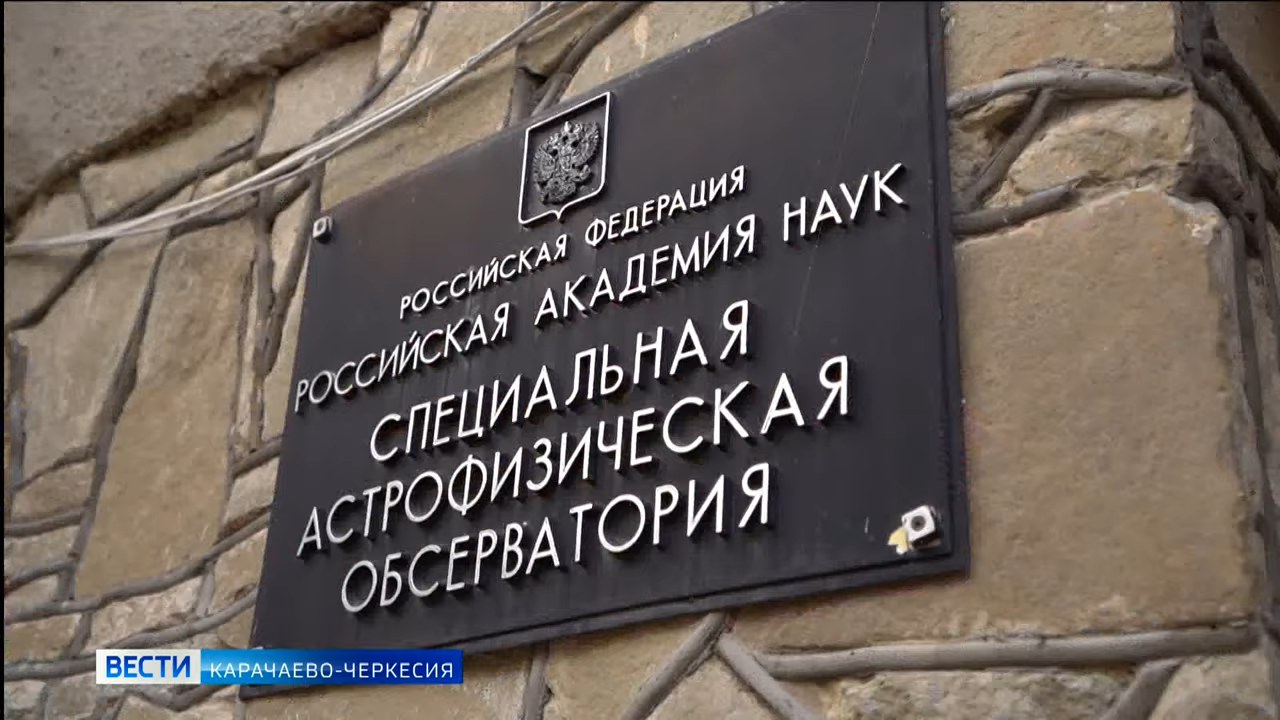 РОССИЙСКАЯ ФЕДЕРАЦИЯ
РОССИЙСКАЯ АКАДЕМИЯ НАУК
СПЕЦИАЛЬНАЯ
АСТРОФИЗИЧЕСКАЯ
ОБСЕРВАТОРИЯ
ВЕСТИ КАРАЧАЕВО-ЧЕРКЕСИЯ